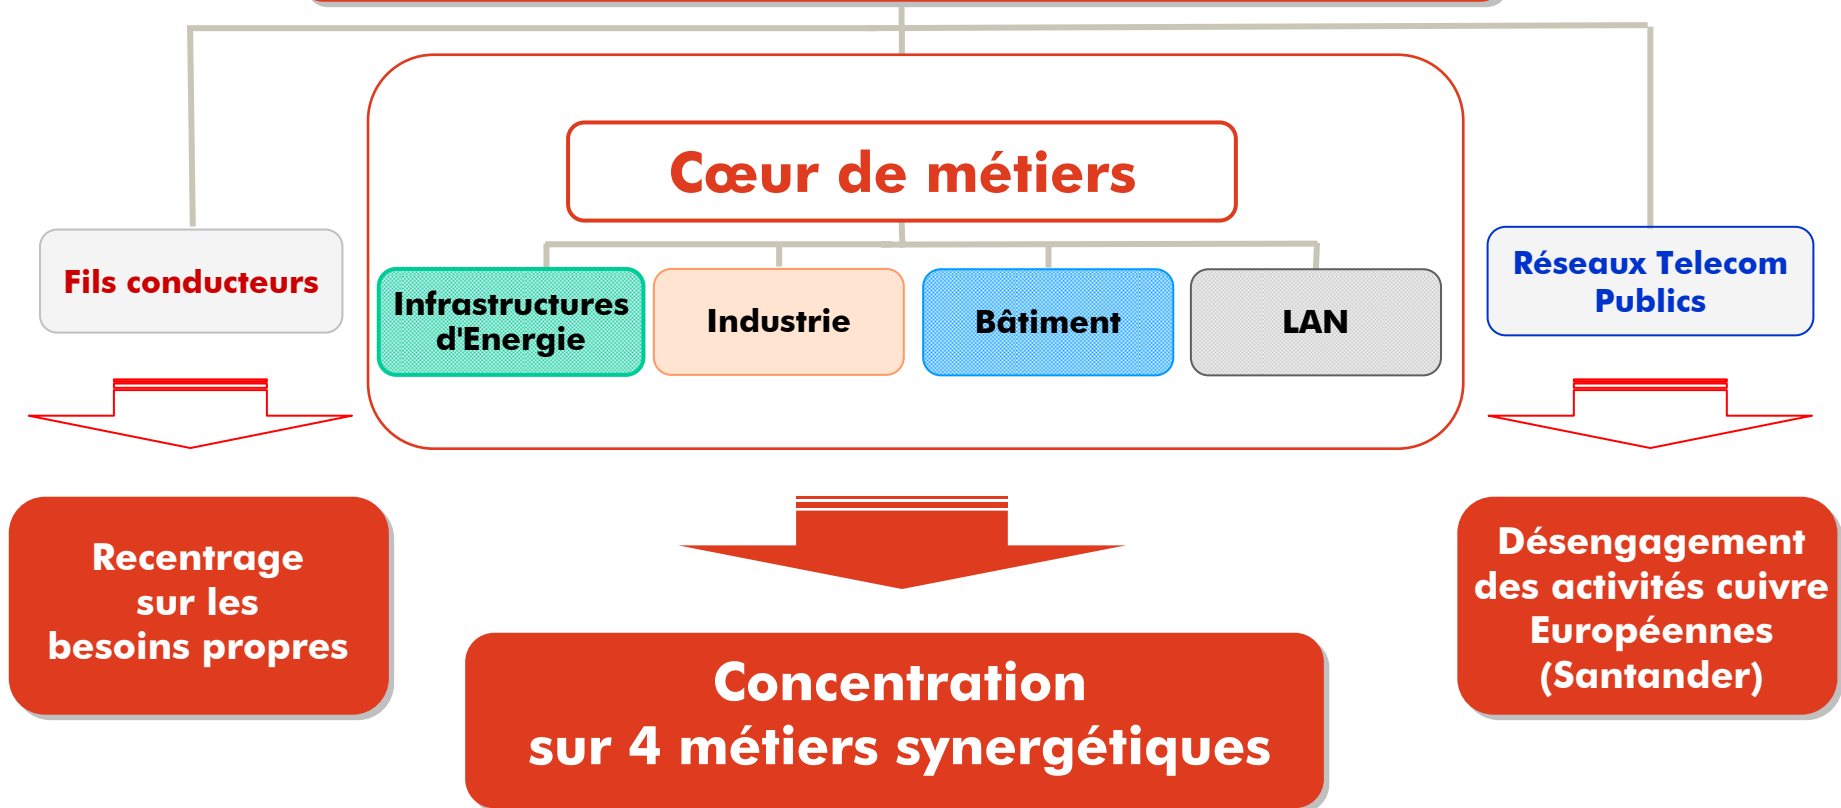 Cœur de métiers
Fils conducteurs
Infrastructures
d'Energie
Industrie
Bâtiment
LAN
Réseaux Telecom
Publics
Recentrage
sur les
besoins propres
Concentration
sur 4 métiers synergétiques
Désengagement
des activités cuivre
Européennes
(Santander)